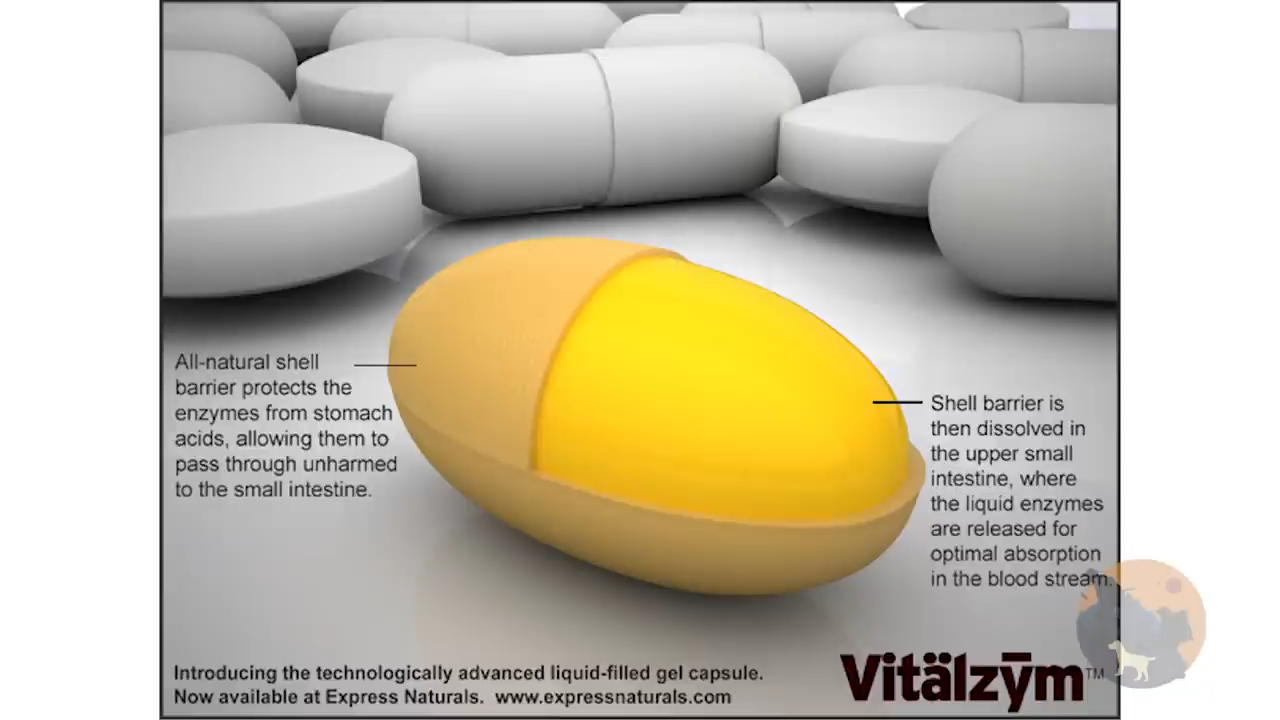 All-natural shell
barrier protects the
enzymes from stomach
acids, allowing them to
pass through unharmed
to the small intestine.
Shell barrier is
then dissolved in
the upper small
intestine, where
the liquid enzymes
are released for
optimal absorption
in the blood stream.
Introducing the technologically advanced liquid-filled gel capsule.
Now available at Express Naturals. www.expressnaturals.com
Vitälzȳm™